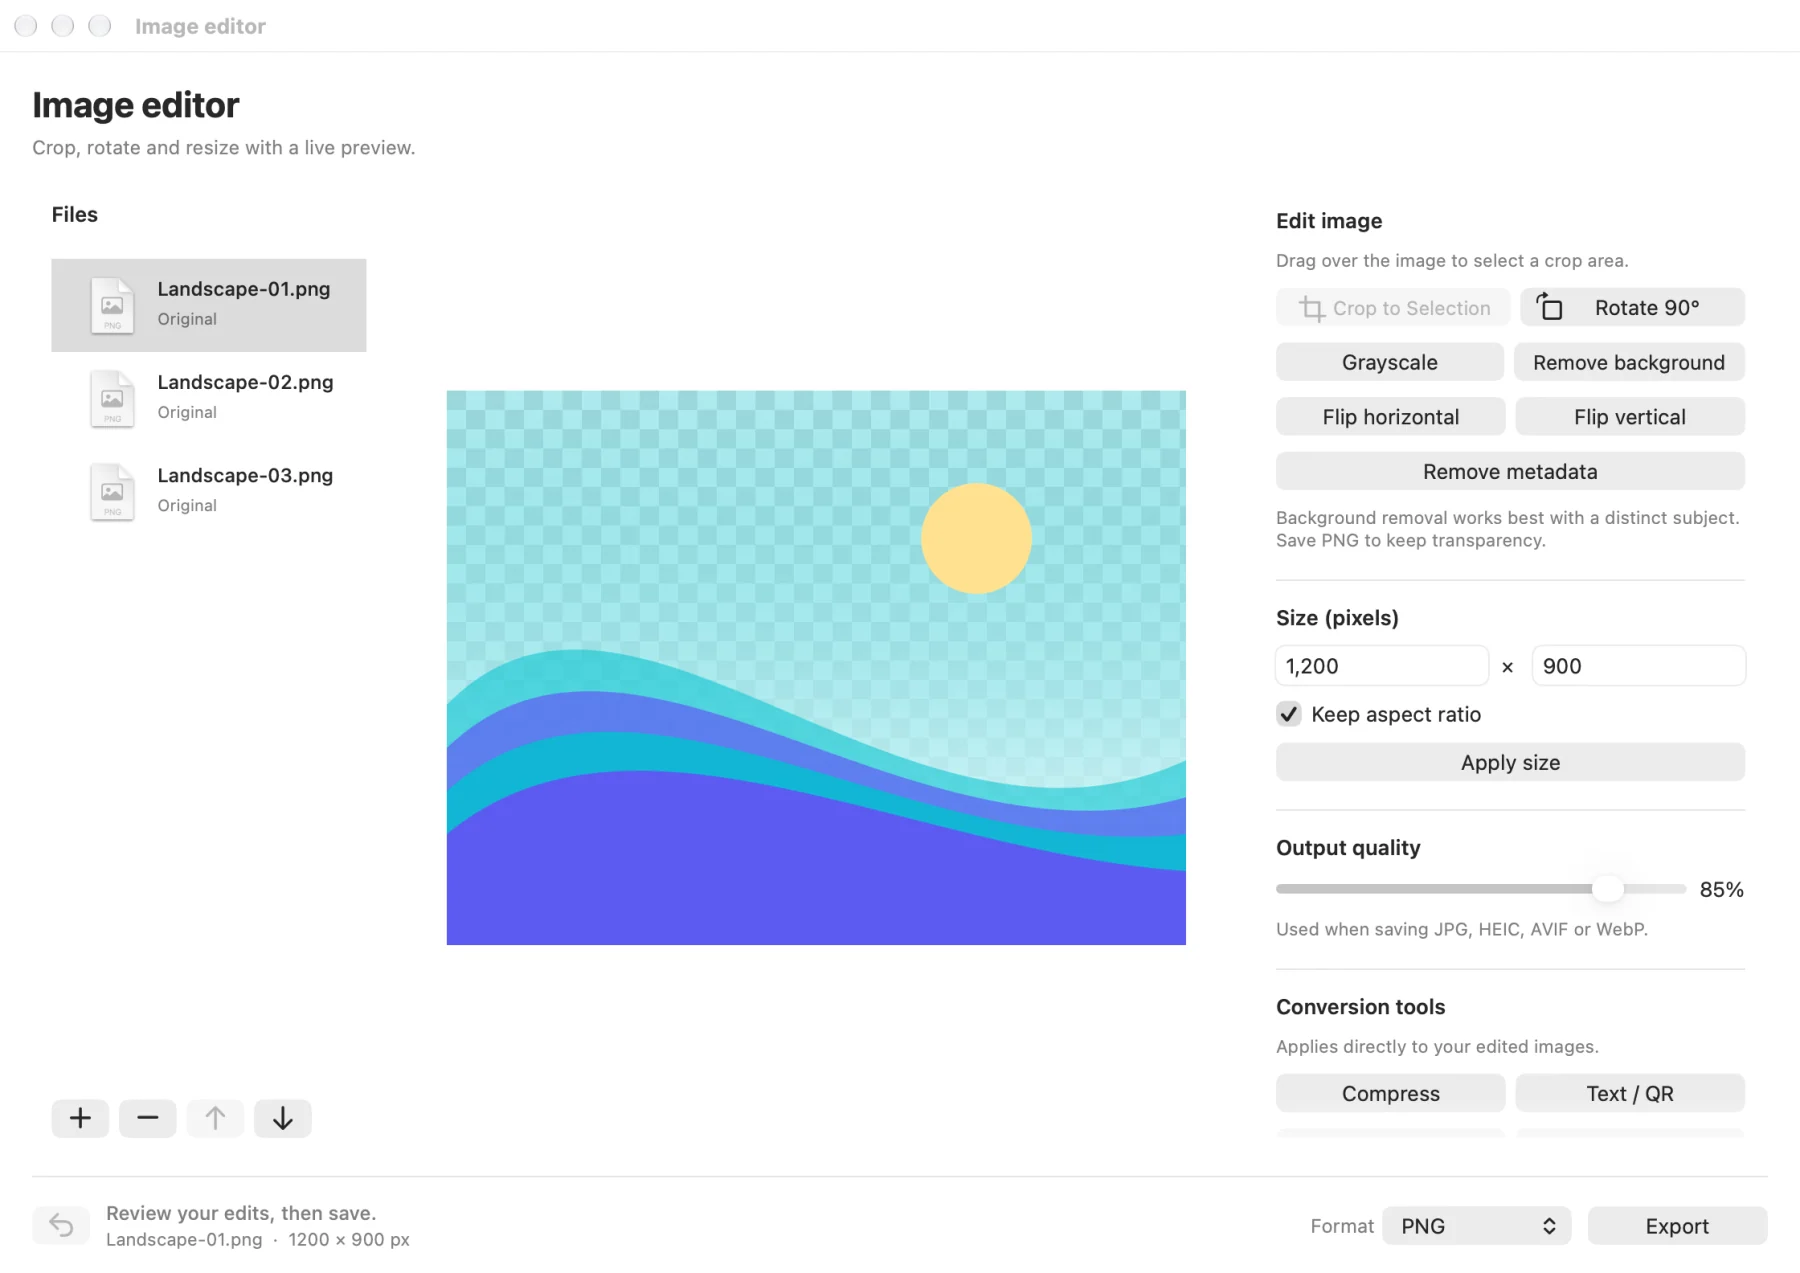 Image editor
Image editor
Crop, rotate and resize with a live preview.
Files
Landscape-01.png
Original
PNG
Landscape-02.png
Original
PNG
Landscape-03.png
Original
PNG
Edit image
Drag over the image to select a crop area.
Crop to Selection
Rotate 90°
Grayscale
Remove background
Flip horizontal
Flip vertical
Remove metadata
Background removal works best with a distinct subject.
Save PNG to keep transparency.
Size (pixels)
1,200 × 900
Keep aspect ratio
Apply size
Output quality
85%
Used when saving JPG, HEIC, AVIF or WebP.
Conversion tools
Applies directly to your edited images.
Compress
Text / QR
Review your edits, then save.
Landscape-01.png · 1200 × 900 px
Format
PNG
Export